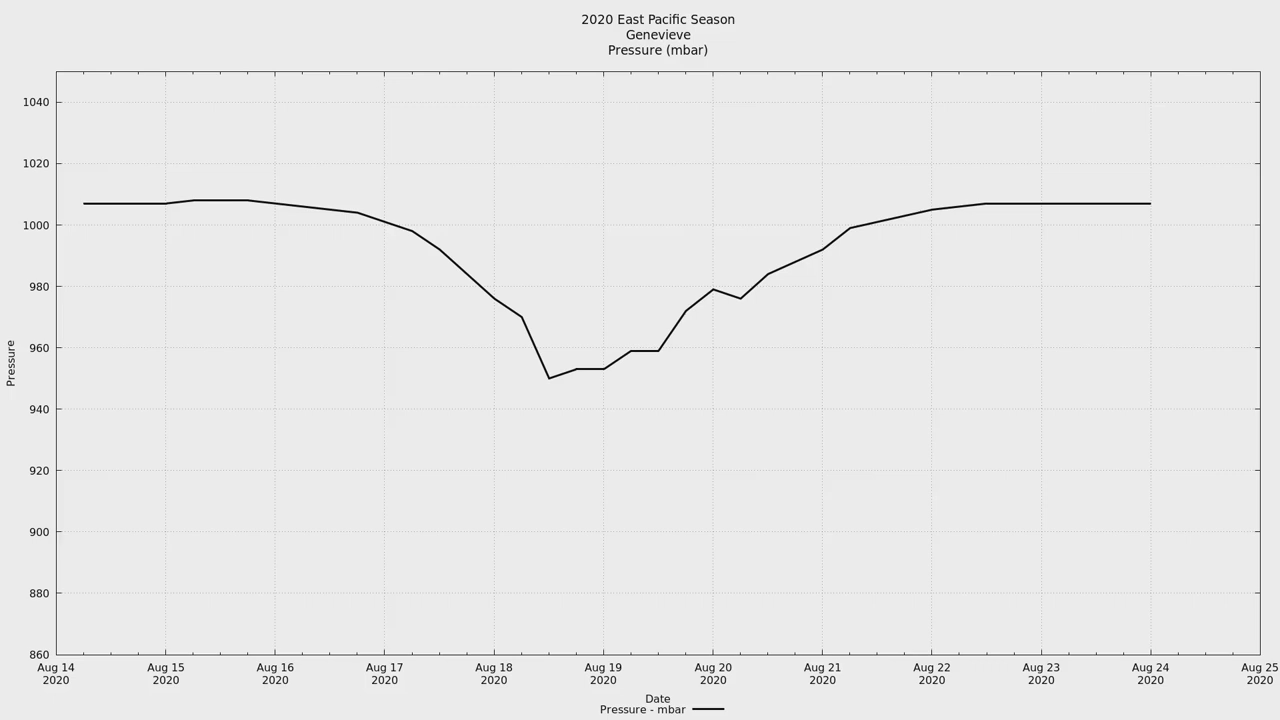 2020 East Pacific Season
Genevieve
Pressure (mbar)
1040
1020
1000
980
960
940
920
900
880
860
Pressure
Aug 14 Aug 15 Aug 16 Aug 17 Aug 18 Aug 19 Aug 20 Aug 21 Aug 22 Aug 23 Aug 24 Aug 25
2020 2020 2020 2020 2020 2020 2020 2020 2020 2020 2020 2020
Date
Pressure - mbar